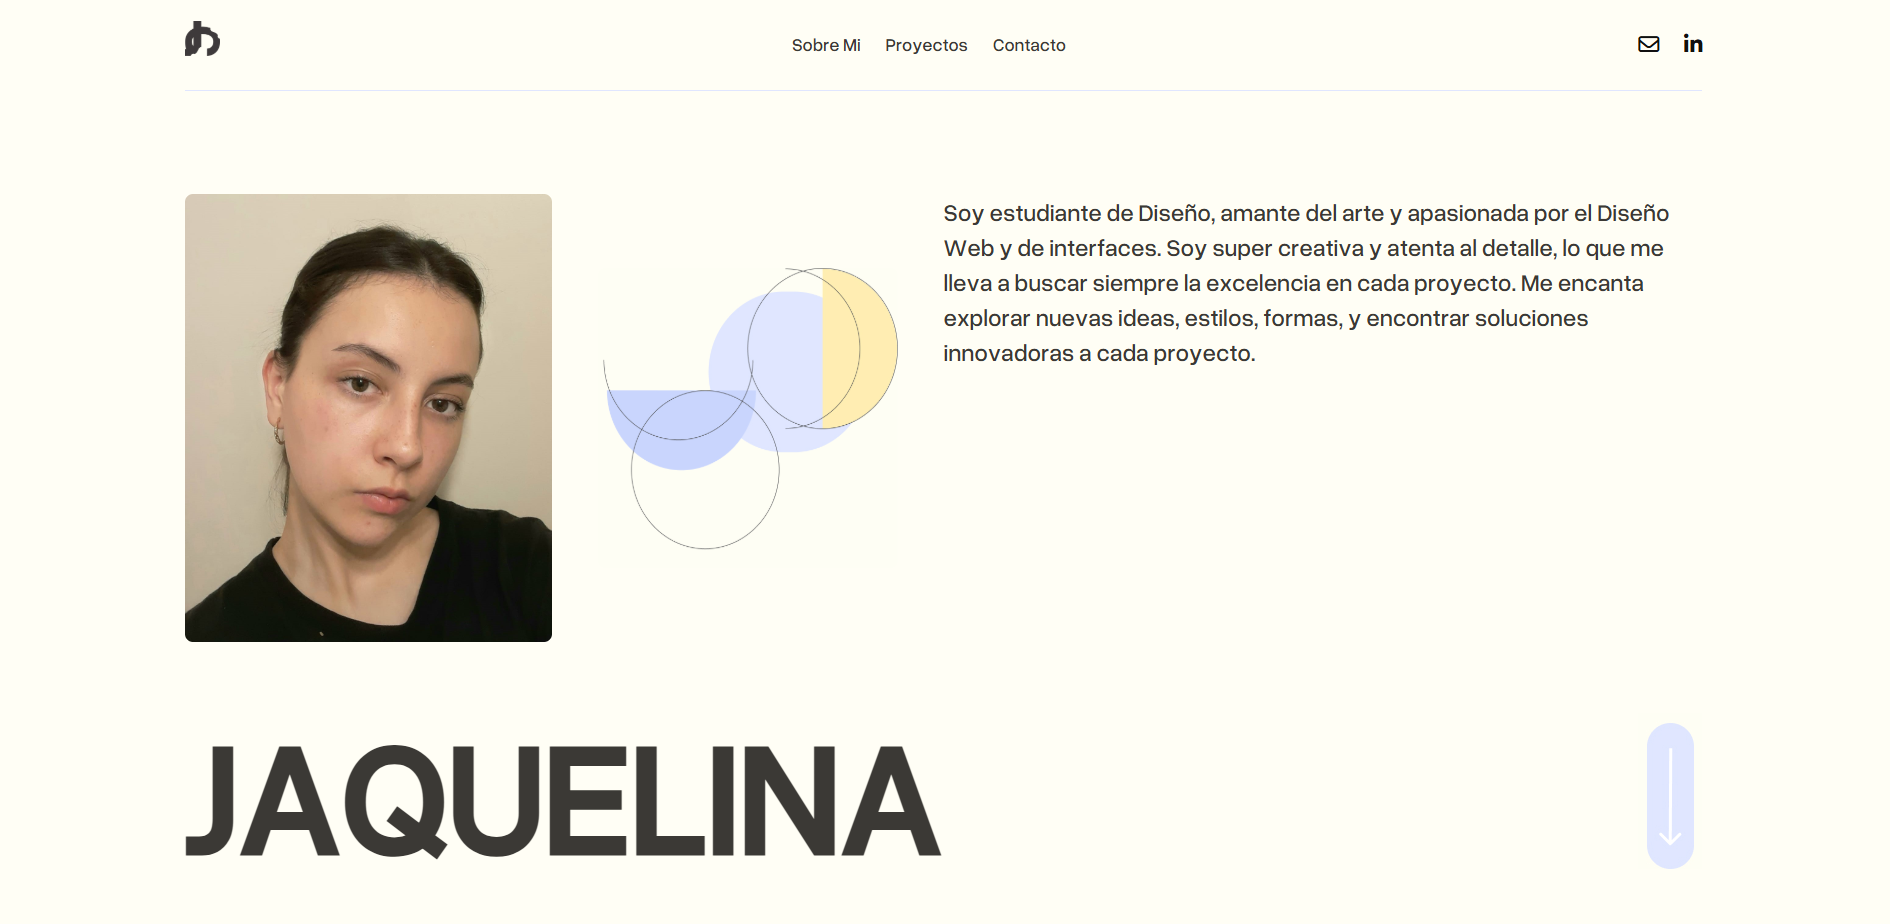 Sobre Mi Proyectos Contacto
Soy estudiante de Diseño, amante del arte y apasionada por el Diseño
Web y de interfaces. Soy super creativa y atenta al detalle, lo que me
lleva a buscar siempre la excelencia en cada proyecto. Me encanta
explorar nuevas ideas, estilos, formas, y encontrar soluciones
innovadoras a cada proyecto.
JAQUELINA